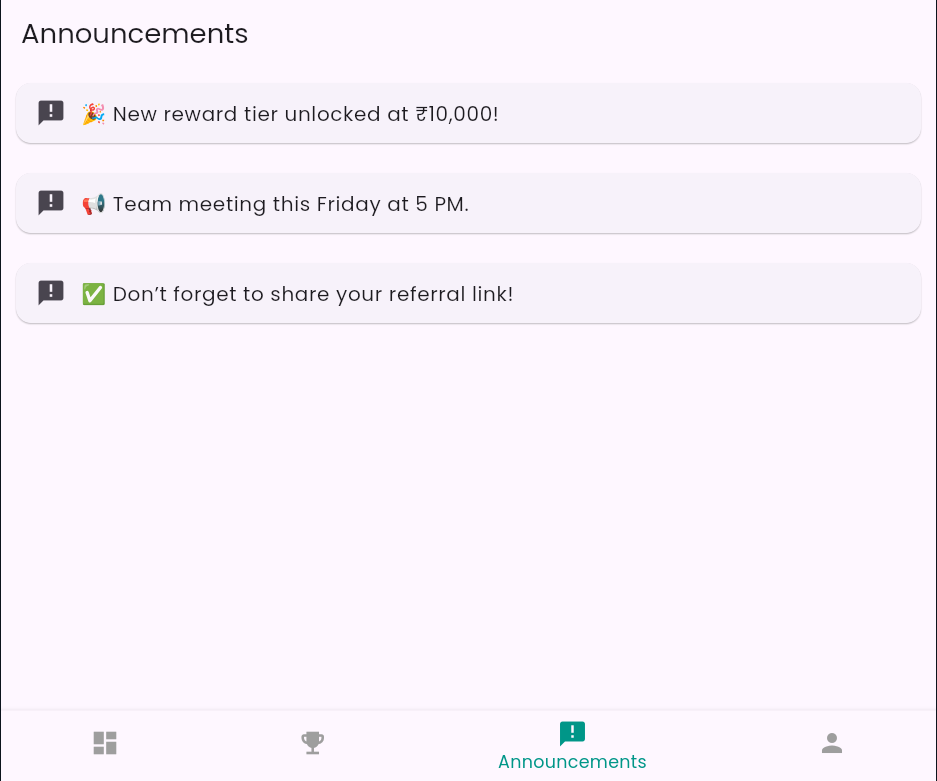 Announcements
🎉 New reward tier unlocked at ₹10,000!
📢 Team meeting this Friday at 5 PM.
✅ Don’t forget to share your referral link!
Announcements